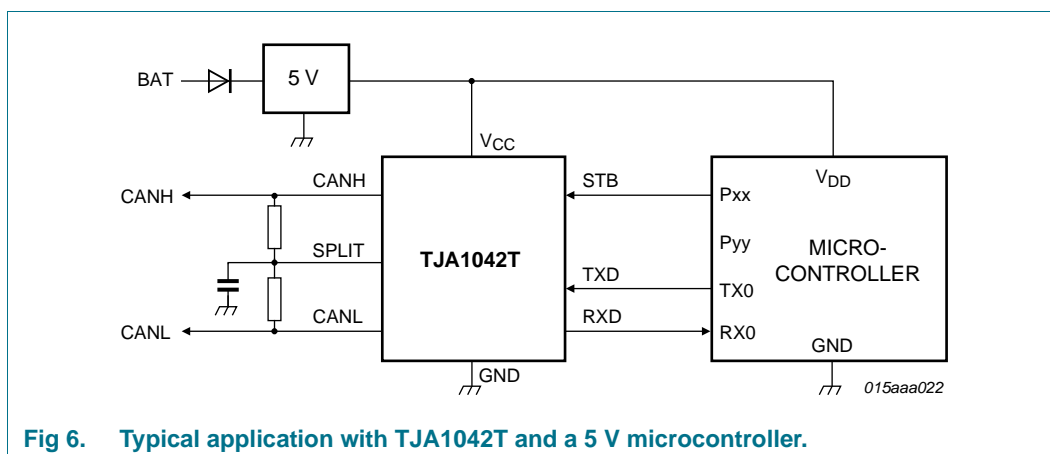 BAT
5 V
VCC
CANH
CANH
STB
Pxx
VDD
SPLIT
TJA1042T
Pyy
MICRO-
CONTROLLER
TXD
TX0
CANL
CANL
RXD
RX0
GND
GND
015aaa022
Fig 6. Typical application with TJA1042T and a 5 V microcontroller.